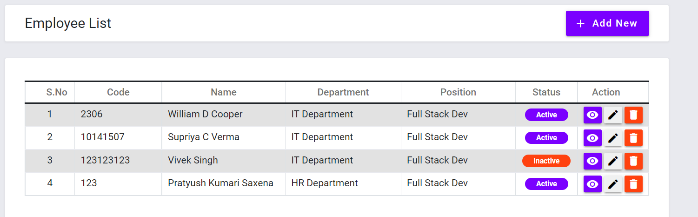 Employee List
+ Add New
S.No Code Name Department Position Status Action
1 2306 William D Cooper IT Department Full Stack Dev Active
2 10141507 Supriya C Verma IT Department Full Stack Dev Active
3 123123123 Vivek Singh IT Department Full Stack Dev Inactive
4 123 Pratyush Kumari Saxena HR Department Full Stack Dev Active